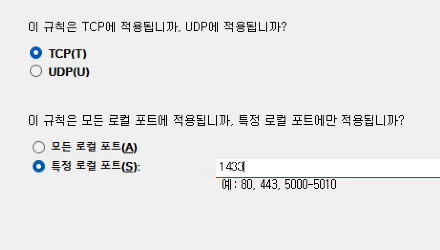 이 규칙은 TCP에 적용됩니까, UDP에 적용됩니까?
TCP(T)
UDP(U)
이 규칙은 모든 로컬 포트에 적용됩니까, 특정 로컬 포트에만 적용됩니까?
모든 로컬 포트(A)
특정 로컬 포트(S): 1433
예: 80, 443, 5000-5010